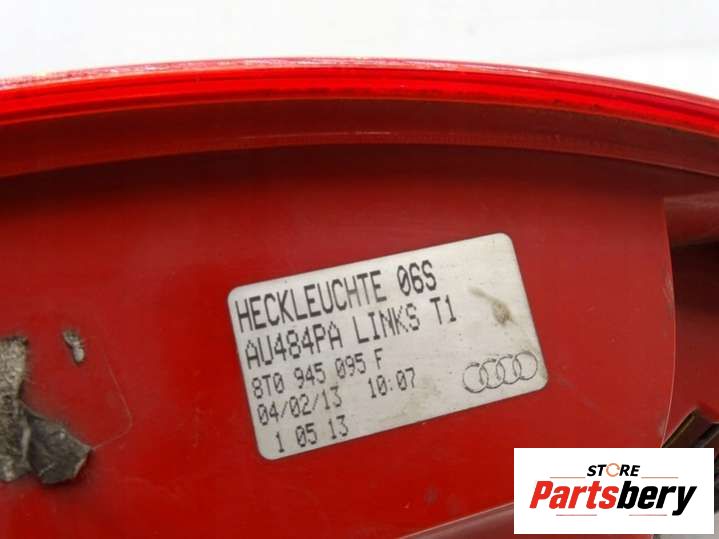 HECKLEUCHTE 06S
AU484PA LINKS T1
8T0 945 095 F
04/02/13 10:07
1 05 13
STORE
Partsbery